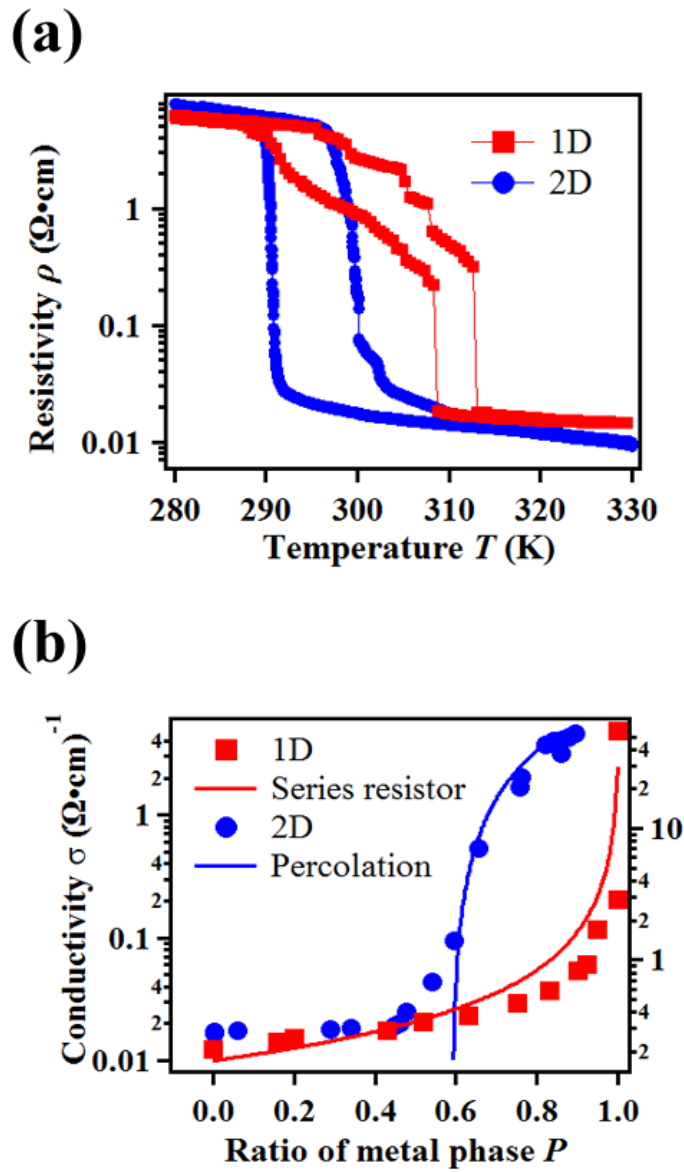 (a)
1D
2D
1
0.1
0.01
Resistivity ρ (Ω•cm)
280 290 300 310 320 330
Temperature T (K)
(b)
1D
Series resistor
2D
Percolation
4
2
1
4
2
0.1
4
2
0.01
Conductivity σ (Ω•cm)-1
4
2
10
4
2
1
4
2
0.0 0.2 0.4 0.6 0.8 1.0
Ratio of metal phase P